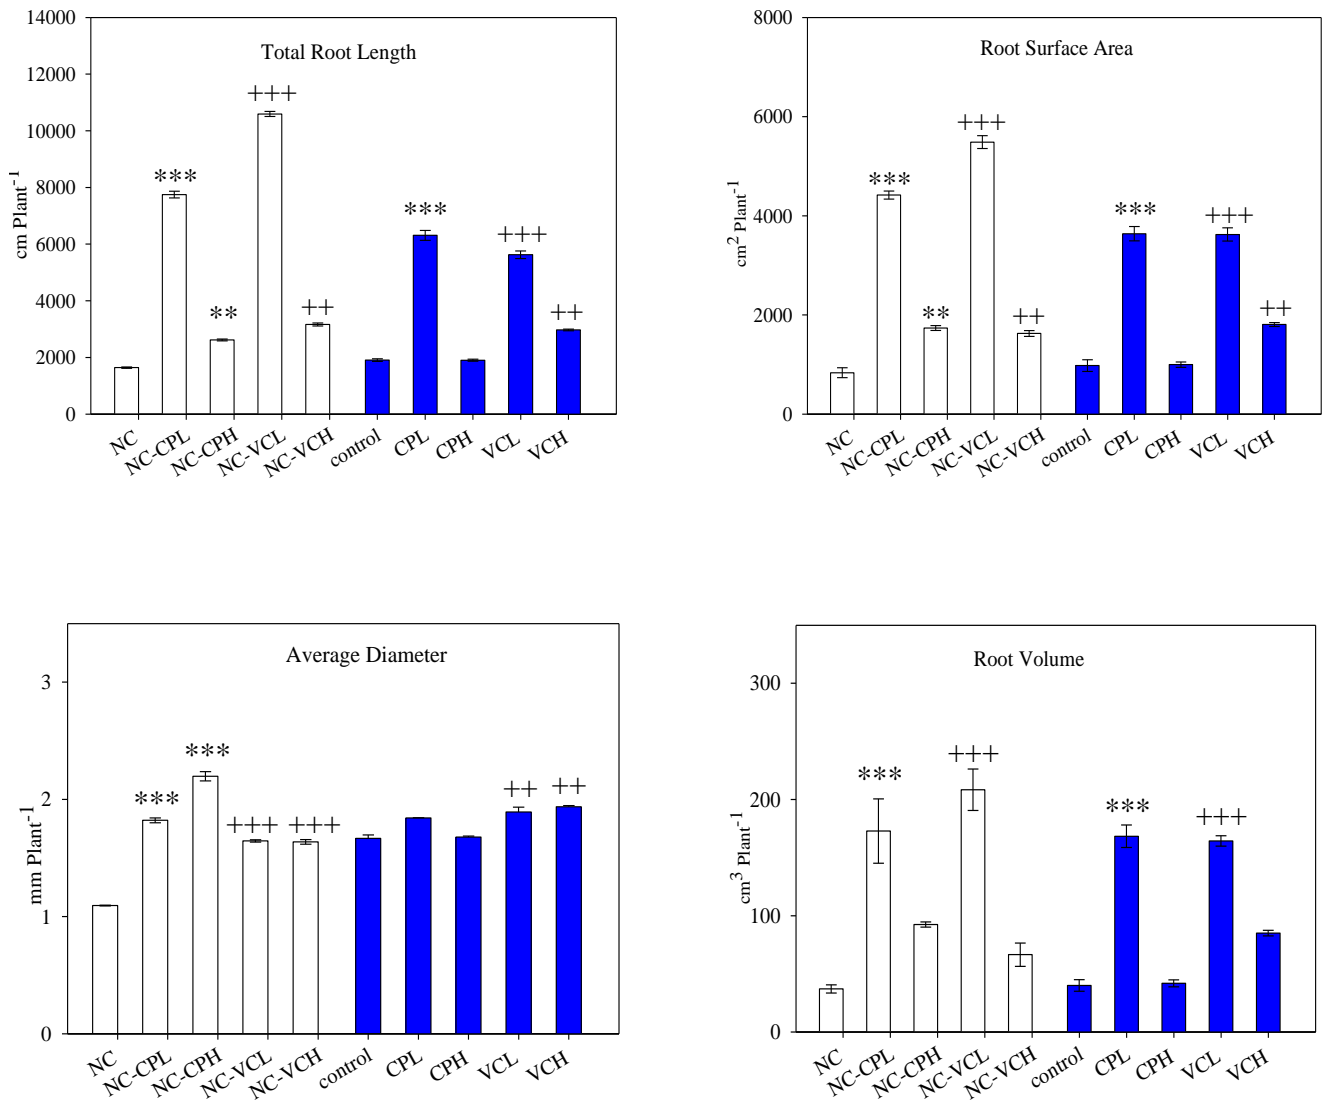 Total Root Length
cm Plant-1
14000
12000
10000
8000
6000
4000
2000
0
***
**
+++
++
***
+++
++
NC
NC-CPL
NC-CPH
NC-VCL
NC-VCH
control
CPL
CPH
VCL
VCH
Root Surface Area
cm2 Plant-1
8000
6000
4000
2000
0
***
**
+++
++
***
+++
++
NC
NC-CPL
NC-CPH
NC-VCL
NC-VCH
control
CPL
CPH
VCL
VCH
Average Diameter
mm Plant-1
3
2
1
0
***
***
+++
+++
++
++
NC
NC-CPL
NC-CPH
NC-VCL
NC-VCH
control
CPL
CPH
VCL
VCH
Root Volume
cm3 Plant-1
300
200
100
0
***
+++
***
+++
NC
NC-CPL
NC-CPH
NC-VCL
NC-VCH
control
CPL
CPH
VCL
VCH